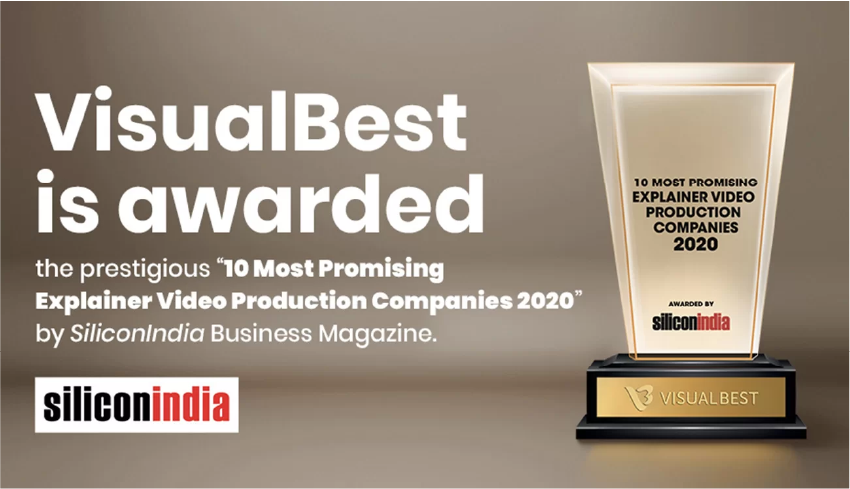 VisualBest
is awarded
the prestigious “10 Most Promising
Explainer Video Production Companies 2020”
by SiliconIndia Business Magazine.
siliconindia
10 MOST PROMISING
EXPLAINER VIDEO
PRODUCTION
COMPANIES
2020
AWARDED BY
siliconindia
VISUALBEST